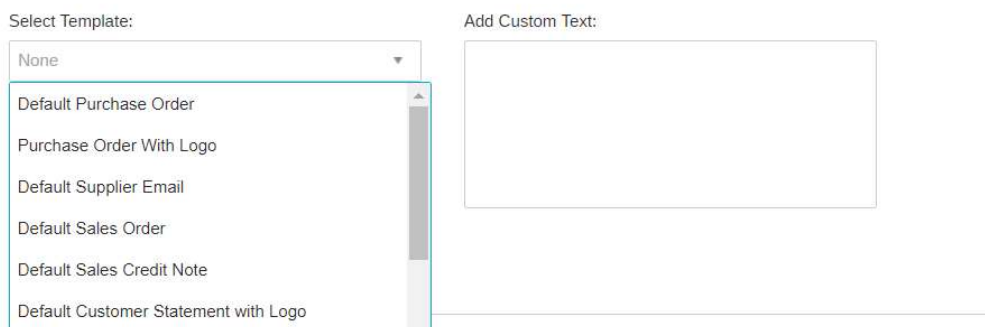 Select Template:
Add Custom Text:
None
Default Purchase Order
Purchase Order With Logo
Default Supplier Email
Default Sales Order
Default Sales Credit Note
Default Customer Statement with Logo